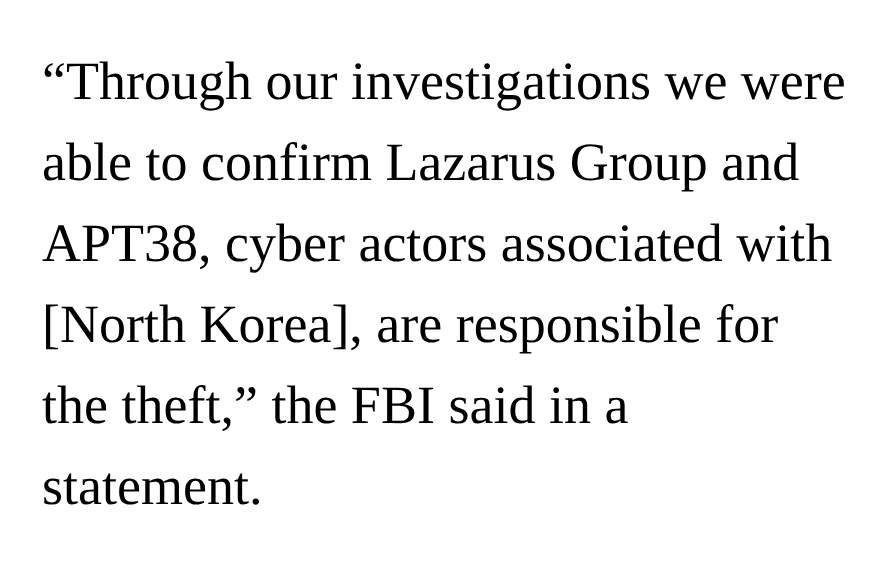 “Through our investigations we were
able to confirm Lazarus Group and
APT38, cyber actors associated with
[North Korea], are responsible for
the theft,” the FBI said in a
statement.